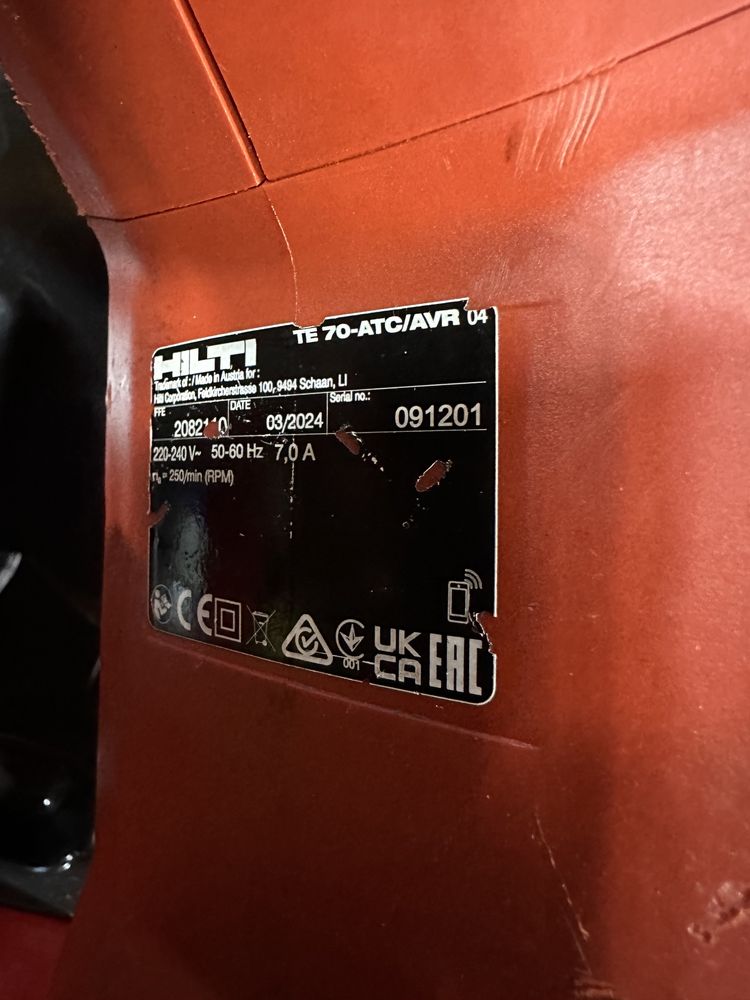 TE 70-ATC/AVR 04
HILTI
Trademark of : / Made in Austria for :
Hilti Corporation, Feldkircherstrasse 100, 9494 Schaan, LI
FFE DATE Serial no.:
2082110 03/2024 091201
220-240 V~ 50-60 Hz 7,0 A
n₀ = 250/min (RPM)
CE
001
UK
CA
EAC